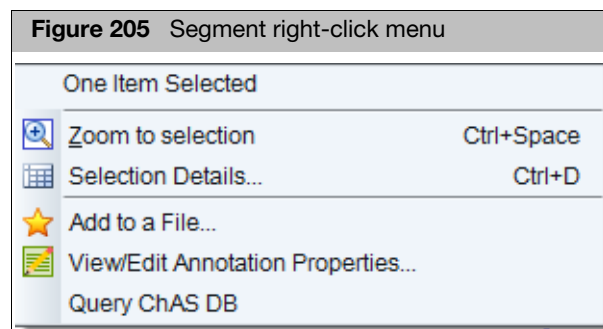 Figure 205 Segment right-click menu
One Item Selected
Zoom to selection Ctrl+Space
Selection Details... Ctrl+D
Add to a File...
View/Edit Annotation Properties...
Query ChAS DB